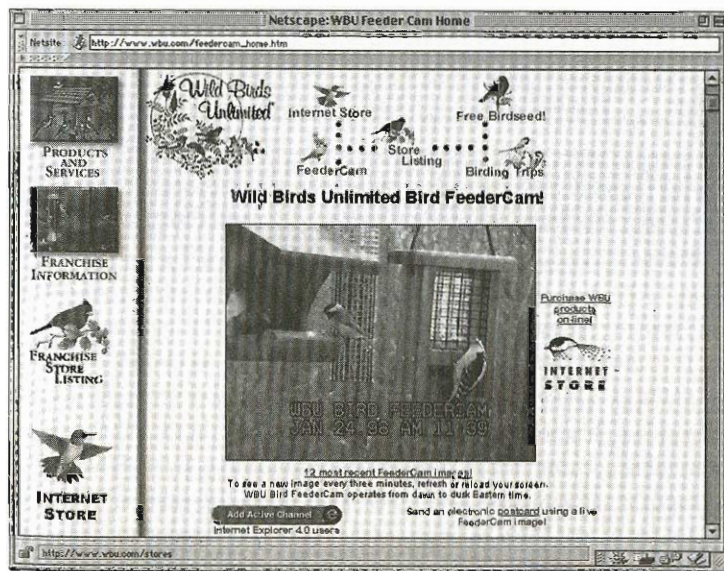 Netscape: WBU Feeder Cam Home
Netsite: http://www.wbu.com/feedercam_home.htm
Wild Birds
Unlimited
Internet Store
Free Birdseed!
Store
Listing
FeederCam
Birding Trips
PRODUCTS
AND
SERVICES
Wild Birds Unlimited Bird FeederCam!
FRANCHISE
INFORMATION
Purchase WBU
products
on-line!
INTERNET
STORE
FRANCHISE
STORE
LISTING
WBU BIRD FEEDERCAM
JAN 24.98 AM 11:39
12 most recent FeederCam images!
To see a new image every three minutes, refresh or reload your screen.
WBU Bird FeederCam operates from dawn to dusk Eastern time.
INTERNET
STORE
Add Active Channel e
Internet Explorer 4.0 users
Send an electronic postcard using a live
FeederCam image!
http://www.wbu.com/stores